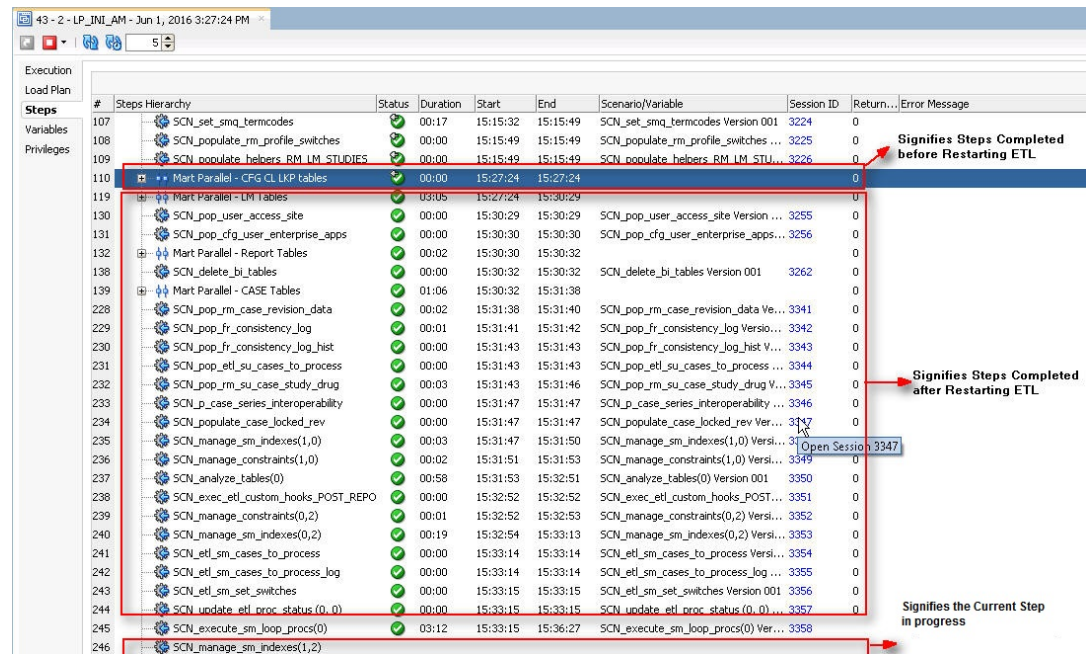 43 - 2 - LP_INI_AM - Jun 1, 2016 3:27:24 PM
5
Execution
Load Plan
Steps
Variables
Privileges
# Steps Hierarchy Status Duration Start End Scenario/Variable Session ID Return... Error Message
107 SCN_set_smq_termcodes 00:17 15:15:32 15:15:49 SCN_set_smq_termcodes Version 001 3224 0
108 SCN_populate_rm_profile_switches 00:00 15:15:49 15:15:49 SCN_populate_rm_profile_switches ... 3225 0
109 SCN_populate_helpers_RM_LM_STUDIES 00:00 15:15:49 15:15:49 SCN_populate_helpers_RM_LM_STU... 3226 0
Signifies Steps Completed
before Restarting ETL
110 Mart Parallel - CFG CL LKP tables 00:00 15:27:24 15:27:24 0
119 Mart Parallel - LM Tables 03:05 15:27:24 15:30:29 0
130 SCN_pop_user_access_site 00:00 15:30:29 15:30:29 SCN_pop_user_access_site Version ... 3255 0
131 SCN_pop_cfg_user_enterprise_apps 00:00 15:30:30 15:30:30 SCN_pop_cfg_user_enterprise_apps... 3256 0
132 Mart Parallel - Report Tables 00:02 15:30:30 15:30:32 0
138 SCN_delete_bi_tables 00:00 15:30:32 15:30:32 SCN_delete_bi_tables Version 001 3262 0
139 Mart Parallel - CASE Tables 01:06 15:30:32 15:31:38 0
228 SCN_pop_rm_case_revision_data 00:02 15:31:38 15:31:40 SCN_pop_rm_case_revision_data Ve... 3341 0
229 SCN_pop_fr_consistency_log 00:01 15:31:41 15:31:42 SCN_pop_fr_consistency_log Versio... 3342 0
230 SCN_pop_fr_consistency_log_hist 00:00 15:31:43 15:31:43 SCN_pop_fr_consistency_log_hist V... 3343 0
231 SCN_pop_etl_su_cases_to_process 00:00 15:31:43 15:31:43 SCN_pop_etl_su_cases_to_process ... 3344 0
232 SCN_pop_rm_su_case_study_drug 00:03 15:31:43 15:31:46 SCN_pop_rm_su_case_study_drug V... 3345 0
Signifies Steps Completed
after Restarting ETL
233 SCN_p_case_series_interoperability 00:00 15:31:47 15:31:47 SCN_p_case_series_interoperability ... 3346 0
234 SCN_populate_case_locked_rev 00:00 15:31:47 15:31:47 SCN_populate_case_locked_rev Ver... 3347 0
235 SCN_manage_sm_indexes(1,0) 00:03 15:31:47 15:31:50 SCN_manage_sm_indexes(1,0) Versi...
Open Session 3347
236 SCN_manage_constraints(1,0) 00:02 15:31:51 15:31:53 SCN_manage_constraints(1,0) Versi... 3349 0
237 SCN_analyze_tables(0) 00:58 15:31:53 15:32:51 SCN_analyze_tables(0) Version 001 3350 0
238 SCN_exec_etl_custom_hooks_POST_REPO 00:00 15:32:52 15:32:52 SCN_exec_etl_custom_hooks_POST... 3351 0
239 SCN_manage_constraints(0,2) 00:01 15:32:52 15:32:53 SCN_manage_constraints(0,2) Versi... 3352 0
240 SCN_manage_sm_indexes(0,2) 00:19 15:32:54 15:33:13 SCN_manage_sm_indexes(0,2) Versi... 3353 0
241 SCN_etl_sm_cases_to_process 00:00 15:33:14 15:33:14 SCN_etl_sm_cases_to_process Versi... 3354 0
242 SCN_etl_sm_cases_to_process_log 00:00 15:33:14 15:33:14 SCN_etl_sm_cases_to_process_log ... 3355 0
243 SCN_etl_sm_set_switches 00:00 15:33:15 15:33:15 SCN_etl_sm_set_switches Version 001 3356 0
244 SCN_update_etl_proc_status (0, 0) 00:00 15:33:15 15:33:15 SCN_update_etl_proc_status (0, 0) ... 3357 0
Signifies the Current Step
in progress
245 SCN_execute_sm_loop_procs(0) 03:12 15:33:15 15:36:27 SCN_execute_sm_loop_procs(0) Ver... 3358
246 SCN_manage_sm_indexes(1,2)